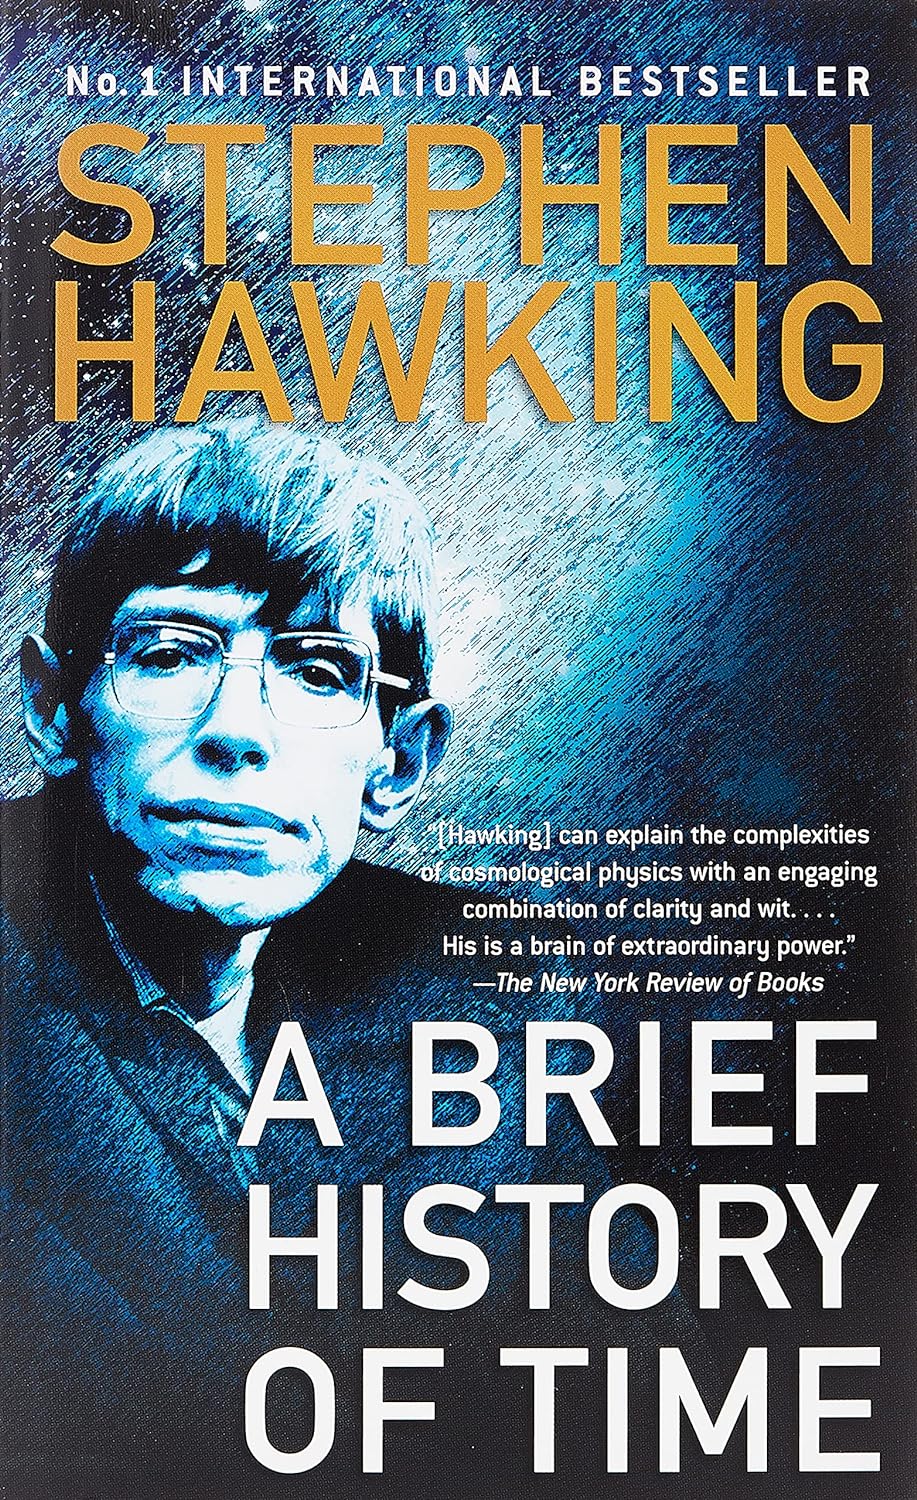 No. 1 INTERNATIONAL BESTSELLER
STEPHEN
HAWKING
"[Hawking] can explain the complexities
of cosmological physics with an engaging
combination of clarity and wit. . . .
His is a brain of extraordinary power."
—The New York Review of Books
A BRIEF
HISTORY
OF TIME